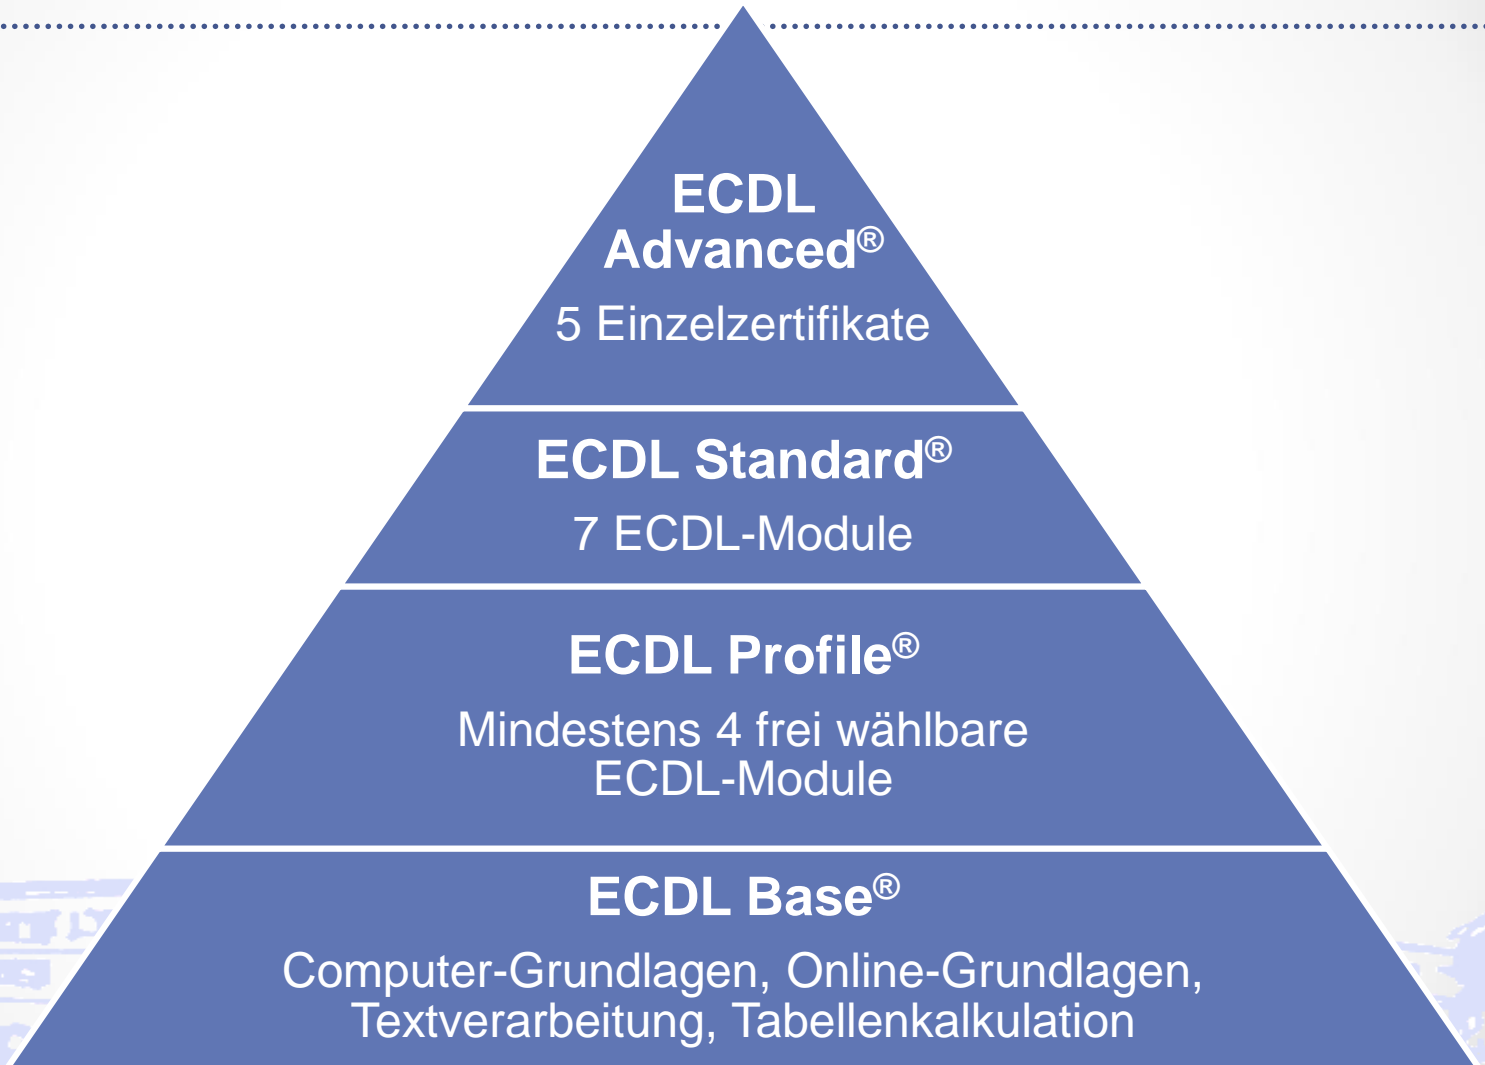 ECDL
Advanced®
5 Einzelzertifikate
ECDL Standard®
7 ECDL-Module
ECDL Profile®
Mindestens 4 frei wählbare
ECDL-Module
ECDL Base®
Computer-Grundlagen, Online-Grundlagen,
Textverarbeitung, Tabellenkalkulation